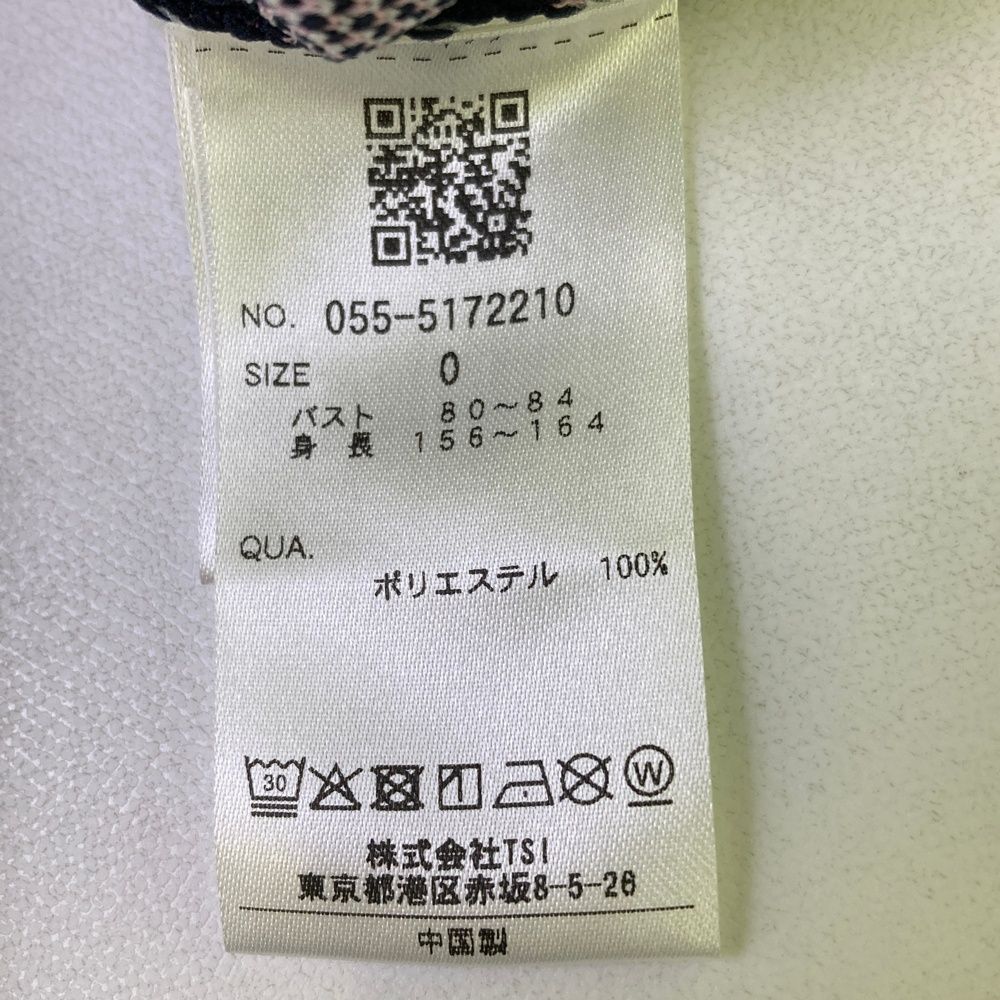 NO. 055-5172210
SIZE 0
バスト 80～84
身長 156～164
QUA.
ポリエステル 100%
30
W
株式会社TSI
東京都港区赤坂8-5-26
中国製